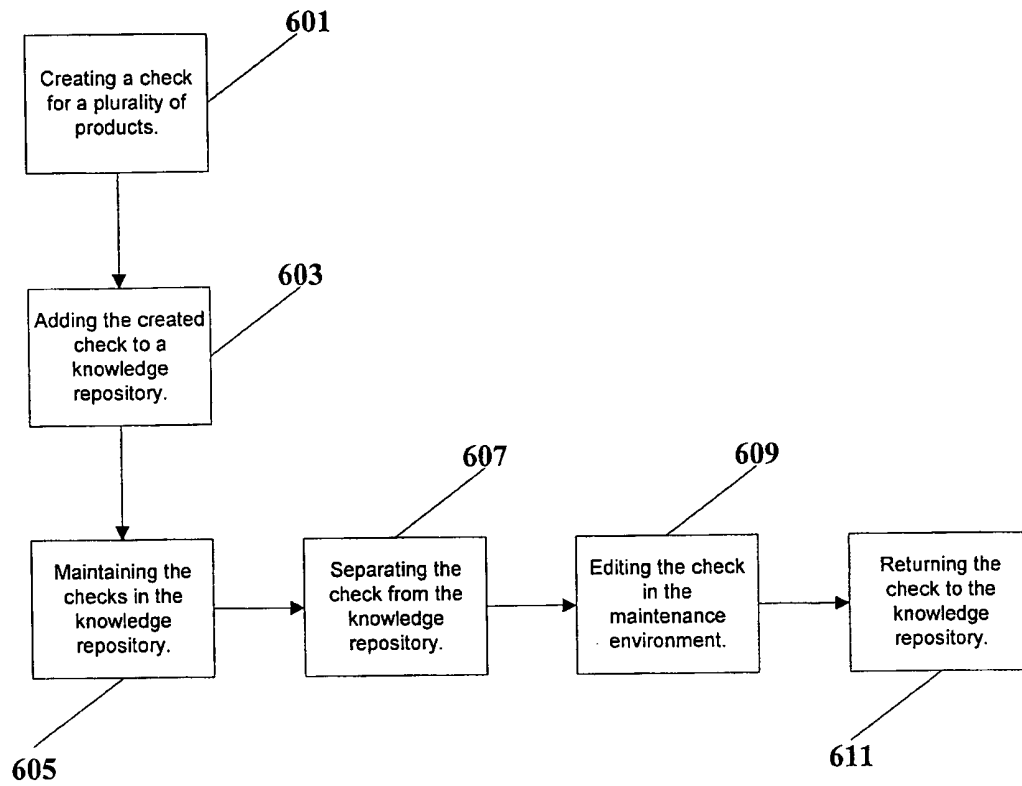 601
Creating a check
for a plurality of
products.
603
Adding the created
check to a
knowledge
repository.
607
609
Maintaining the
checks in the
knowledge
repository.
Separating the
check from the
knowledge
repository.
Editing the check
in the
maintenance
environment.
Returning the
check to the
knowledge
repository.
605
611